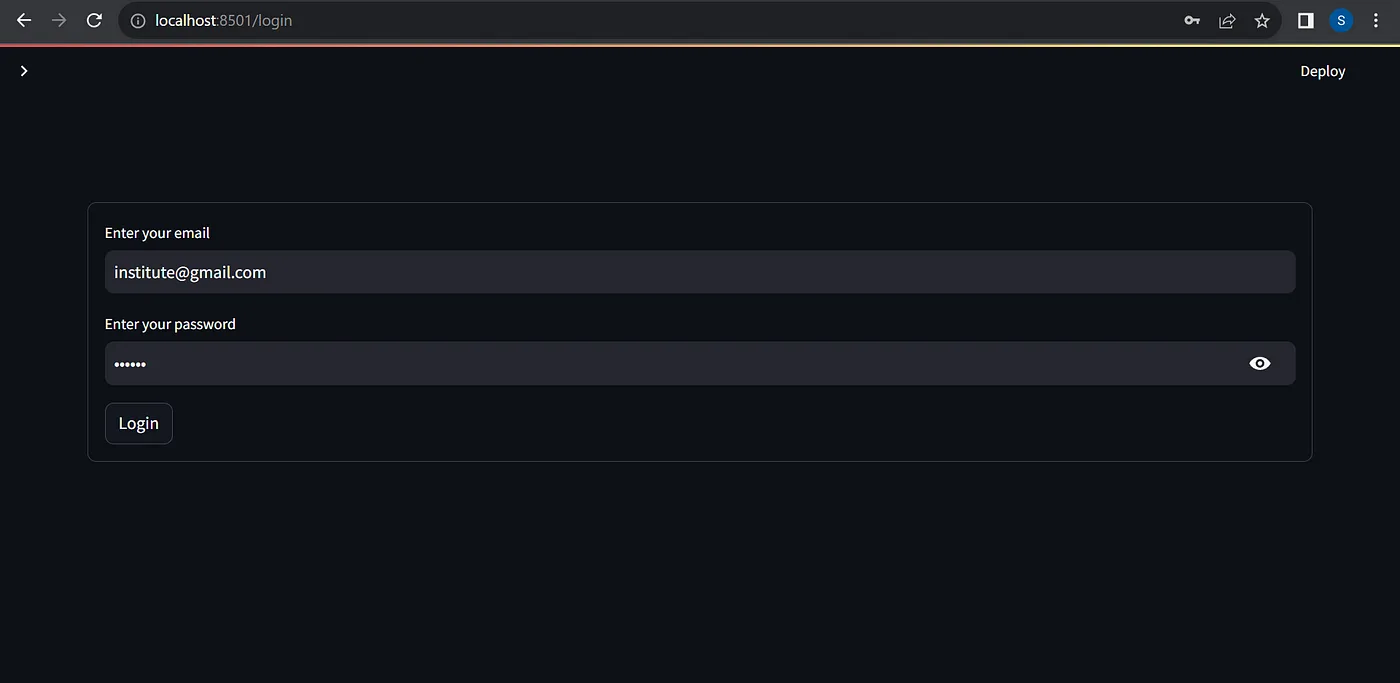 localhost:8501/login
S
Deploy
Enter your email
institute@gmail.com
Enter your password
••••••
Login